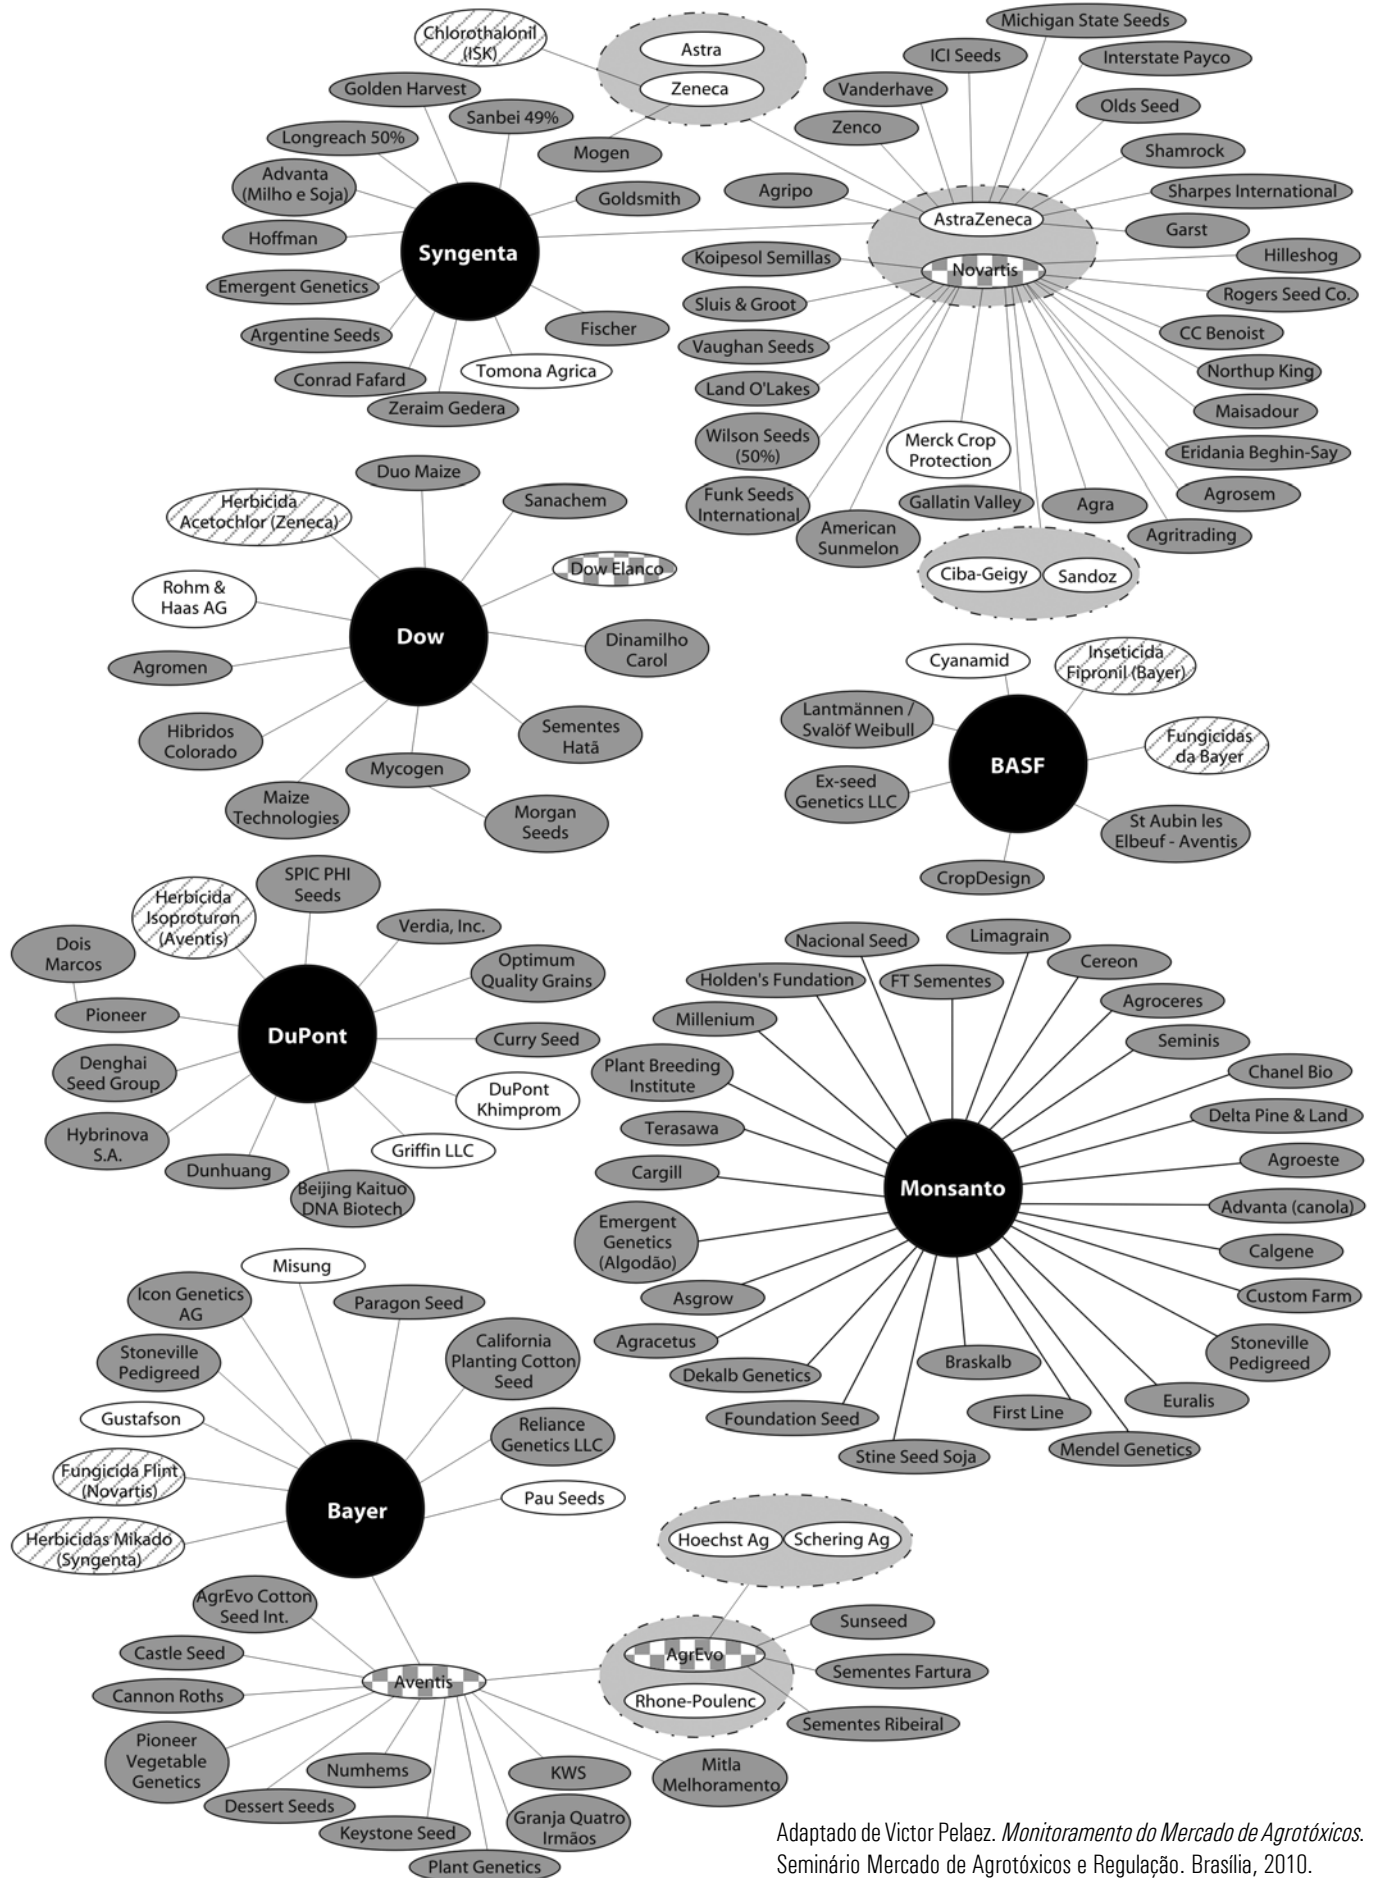 Chlorothalonil
(ISK)
Astra
Zeneca
Mogen
Golden Harvest
Sanbei 49%
Longreach 50%
Advanta
(Milho e Soja)
Goldsmith
Hoffman
Syngenta
Emergent Genetics
Argentine Seeds
Fischer
Conrad Fafard
Tomona Agrica
Zeraim Gedera
Michigan State Seeds
ICI Seeds
Interstate Payco
Vanderhave
Olds Seed
Zenco
Shamrock
Agripo
Sharpes International
AstraZeneca
Garst
Koipesol Semillas
Novartis
Hilleshog
Sluis & Groot
Rogers Seed Co.
Vaughan Seeds
CC Benoist
Land O'Lakes
Northup King
Wilson Seeds
(50%)
Maisadour
Merck Crop
Protection
Eridania Beghin-Say
Funk Seeds
International
Gallatin Valley
Agra
Agrosem
American
Sunmelon
Agritrading
Ciba-Geigy
Sandoz
Duo Maize
Herbicida
Acetochlor (Zeneca)
Sanachem
Rohm &
Haas AG
Dow Elanco
Dow
Dinamilho
Carol
Agromen
Hibridos
Colorado
Sementes
Hatã
Mycogen
Maize
Technologies
Morgan
Seeds
Cyanamid
Inseticida
Fipronil (Bayer)
Lantmännen /
Svalöf Weibull
Fungicidas
da Bayer
BASF
Ex-seed
Genetics LLC
St Aubin les
Elbeuf - Aventis
CropDesign
SPIC PHI
Seeds
Herbicida
Isoproturon
(Aventis)
Verdia, Inc.
Dois
Marcos
Optimum
Quality Grains
Pioneer
DuPont
Curry Seed
Denghai
Seed Group
DuPont
Khimprom
Hybrinova
S.A.
Griffin LLC
Dunhuang
Beijing Kaituo
DNA Biotech
Nacional Seed
Limagrain
Holden's Fundation
FT Sementes
Cereon
Millenium
Agroceres
Seminis
Plant Breeding
Institute
Chanel Bio
Terasawa
Delta Pine & Land
Cargill
Monsanto
Agroeste
Emergent
Genetics
(Algodão)
Advanta (canola)
Calgene
Asgrow
Custom Farm
Agracetus
Stoneville
Pedigreed
Dekalb Genetics
Braskalb
Euralis
Foundation Seed
First Line
Stine Seed Soja
Mendel Genetics
Misung
Icon Genetics
AG
Paragon Seed
Stoneville
Pedigreed
California
Planting Cotton
Seed
Gustafson
Reliance
Genetics LLC
Fungicida Flint
(Novartis)
Bayer
Pau Seeds
Herbicidas Mikado
(Syngenta)
Hoechst Ag
Schering Ag
AgrEvo Cotton
Seed Int.
Sunseed
Castle Seed
AgrEvo
Aventis
Sementes Fartura
Cannon Roths
Rhone-Poulenc
Sementes Ribeiral
Pioneer
Vegetable
Genetics
Numhems
KWS
Mitla
Melhoramento
Dessert Seeds
Keystone Seed
Granja Quatro
Irmãos
Plant Genetics
Adaptado de Victor Pelaez. Monitoramento do Mercado de Agrotóxicos.
Seminário Mercado de Agrotóxicos e Regulação. Brasília, 2010.